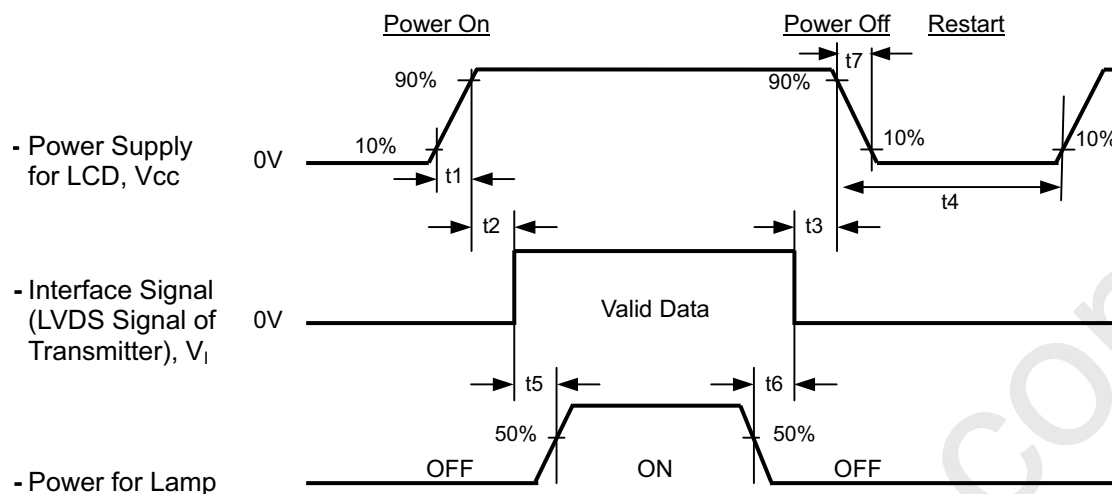 Power On
Power Off
Restart
t7
90%
90%
10%
10%
10%
- Power Supply
for LCD, Vcc
0V
t1
t4
t2
t3
- Interface Signal
(LVDS Signal of
Transmitter), VI
0V
Valid Data
t5
t6
50%
50%
OFF
ON
OFF
- Power for Lamp